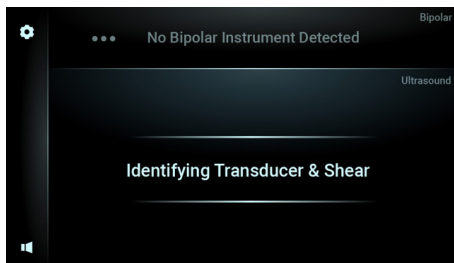 Bipolar
No Bipolar Instrument Detected
Ultrasound
Identifying Transducer & Shear